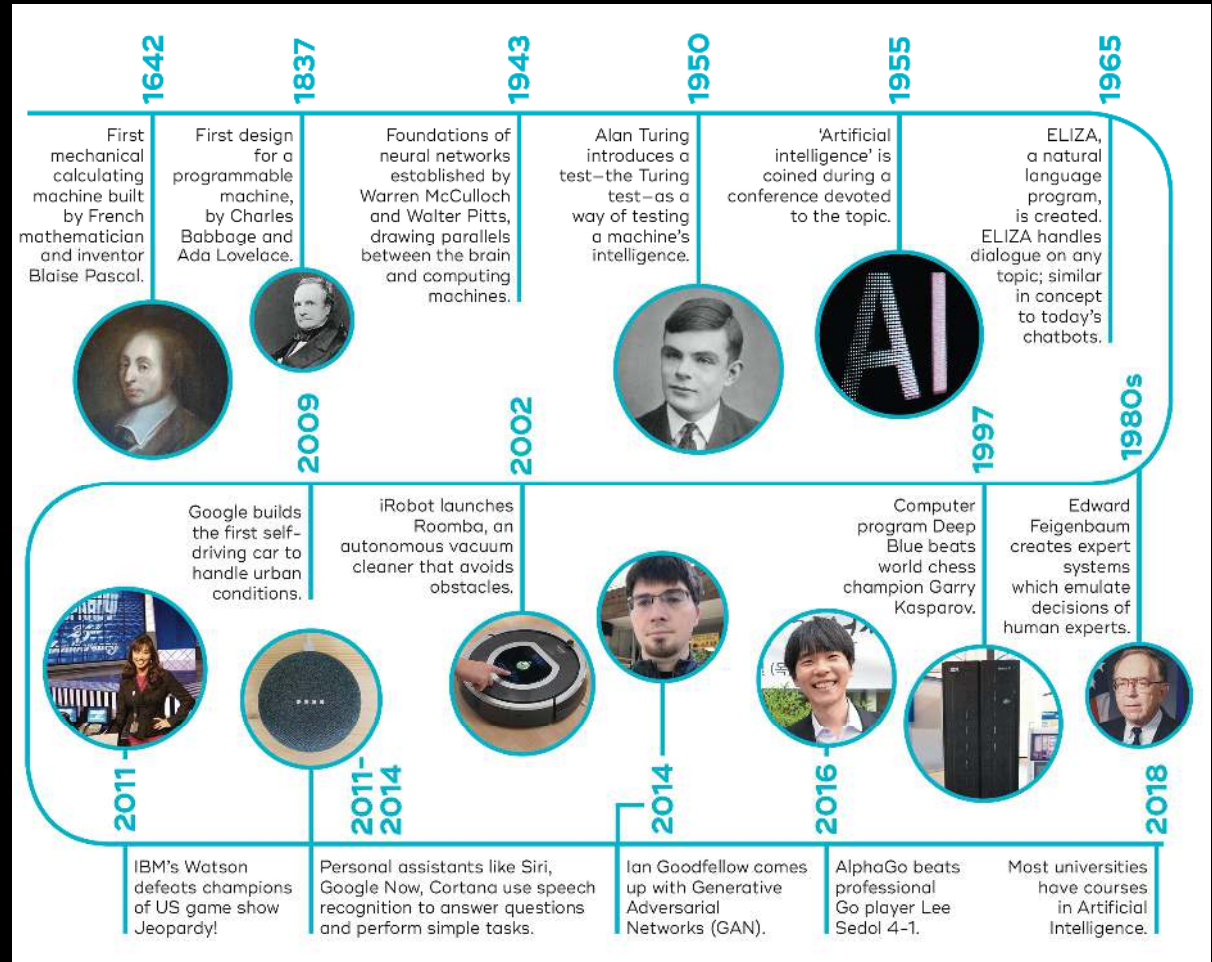 1642
First
mechanical
calculating
machine built
by French
mathematician
and inventor
Blaise Pascal.
1837
First design
for a
programmable
machine,
by Charles
Babbage and
Ada Lovelace.
1943
Foundations of
neural networks
established by
Warren McCulloch
and Walter Pitts,
drawing parallels
between the brain
and computing
machines.
1950
Alan Turing
introduces a
test—the Turing
test—as a
way of testing
a machine's
intelligence.
1955
'Artificial
intelligence' is
coined during a
conference devoted
to the topic.
AI
1965
ELIZA,
a natural
language
program,
is created.
ELIZA handles
dialogue on any
topic; similar
in concept
to today's
chatbots.
1980s
Edward
Feigenbaum
creates expert
systems
which emulate
decisions of
human experts.
1997
Computer
program Deep
Blue beats
world chess
champion Garry
Kasparov.
2002
iRobot launches
Roomba, an
autonomous vacuum
cleaner that avoids
obstacles.
2009
Google builds
the first self-
driving car to
handle urban
conditions.
2011
IBM's Watson
defeats champions
of US game show
Jeopardy!
2011-
2014
Personal assistants like Siri,
Google Now, Cortana use speech
recognition to answer questions
and perform simple tasks.
2014
Ian Goodfellow comes
up with Generative
Adversarial
Networks (GAN).
2016
AlphaGo beats
professional
Go player Lee
Sedol 4-1.
2018
Most universities
have courses
in Artificial
Intelligence.